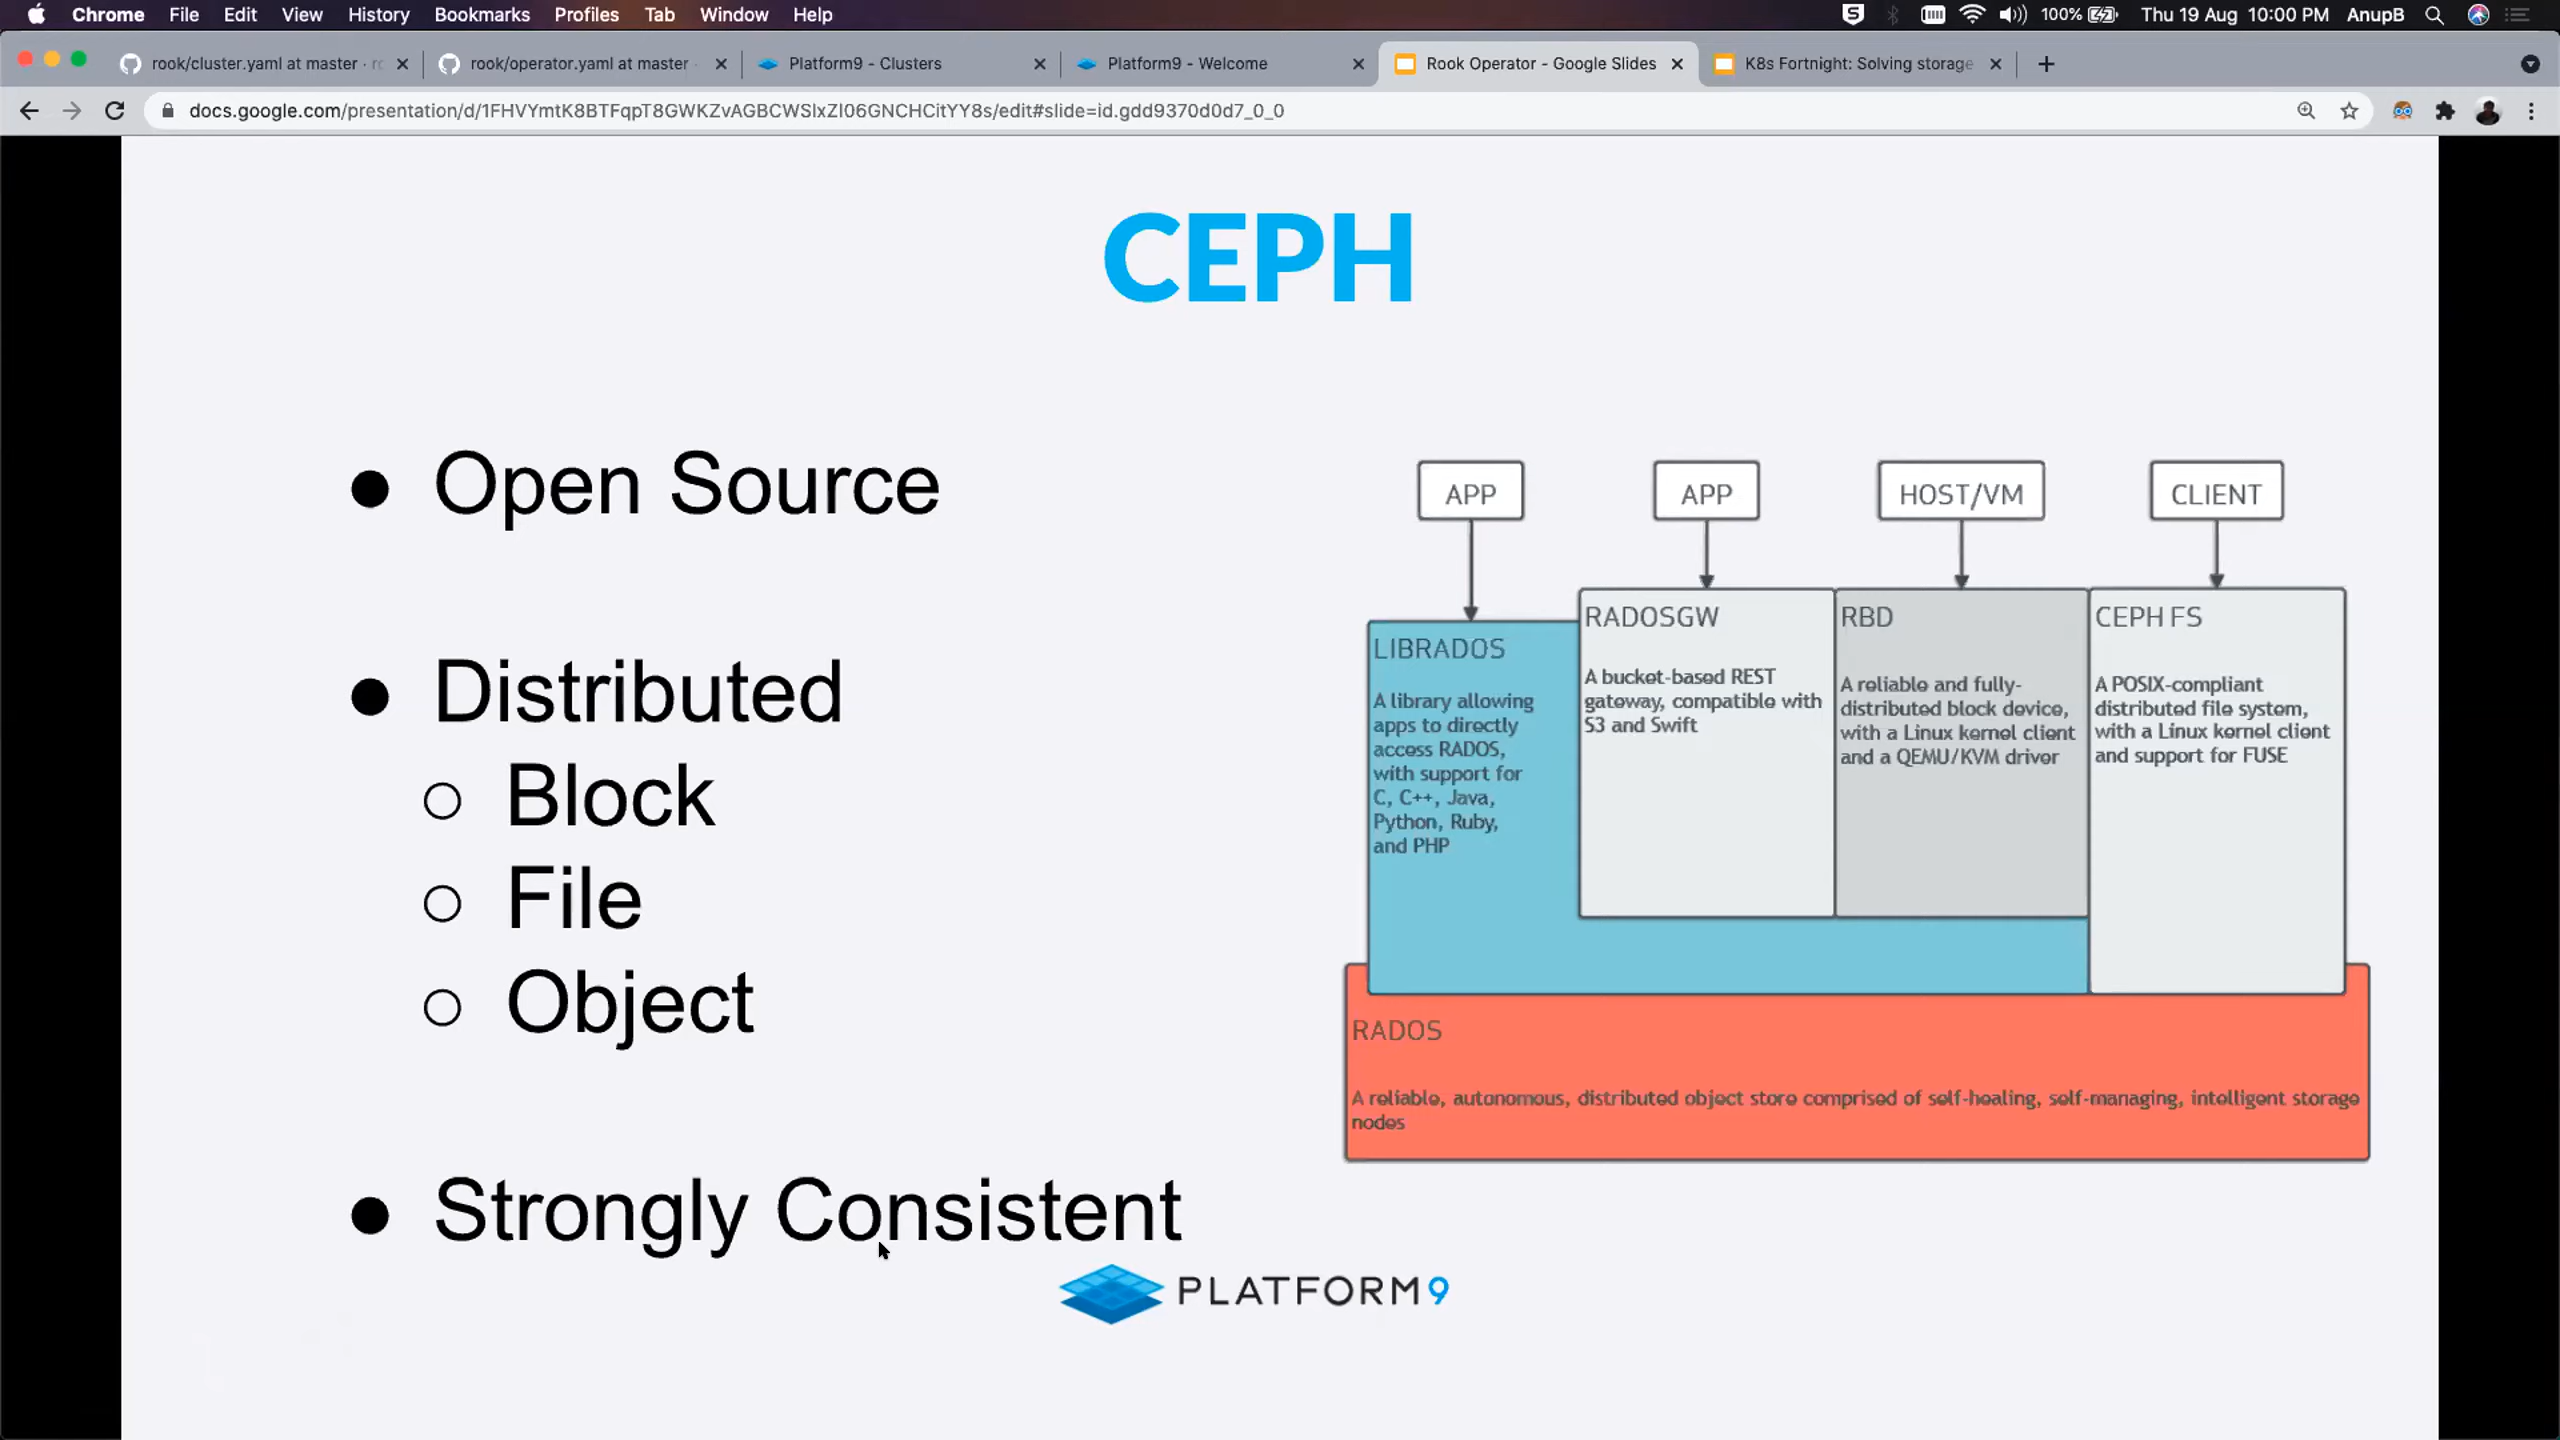 Chrome File Edit View History Bookmarks Profiles Tab Window Help 100% Thu 19 Aug 10:00 PM AnupB
rook/cluster.yaml at master · rc rook/operator.yaml at master Platform9 - Clusters Platform9 - Welcome Rook Operator - Google Slides K8s Fortnight: Solving storage
docs.google.com/presentation/d/1FHVYmtK8BTFqpT8GWKZvAGBCWSlxZl06GNCHCitYY8s/edit#slide=id.gdd9370d0d7_0_0
CEPH
● Open Source
● Distributed
○ Block
○ File
○ Object
● Strongly Consistent
APP
APP
HOST/VM
CLIENT
LIBRADOS
A library allowing
apps to directly
access RADOS,
with support for
C, C++, Java,
Python, Ruby,
and PHP
RADOSGW
A bucket-based REST
gateway, compatible with
S3 and Swift
RBD
A reliable and fully-
distributed block device,
with a Linux kernel client
and a QEMU/KVM driver
CEPH FS
A POSIX-compliant
distributed file system,
with a Linux kernel client
and support for FUSE
RADOS
A reliable, autonomous, distributed object store comprised of self-healing, self-managing, intelligent storage
nodes
PLATFORM9